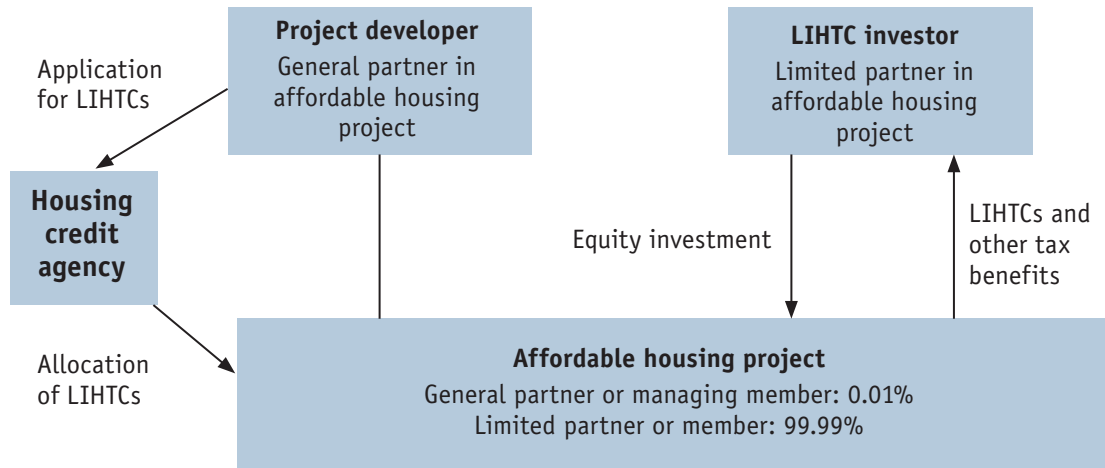 Project developer
General partner in
affordable housing
project
LIHTC investor
Limited partner in
affordable housing
project
Application
for LIHTCs
Housing
credit
agency
Equity investment
LIHTCs and
other tax
benefits
Allocation
of LIHTCs
Affordable housing project
General partner or managing member: 0.01%
Limited partner or member: 99.99%